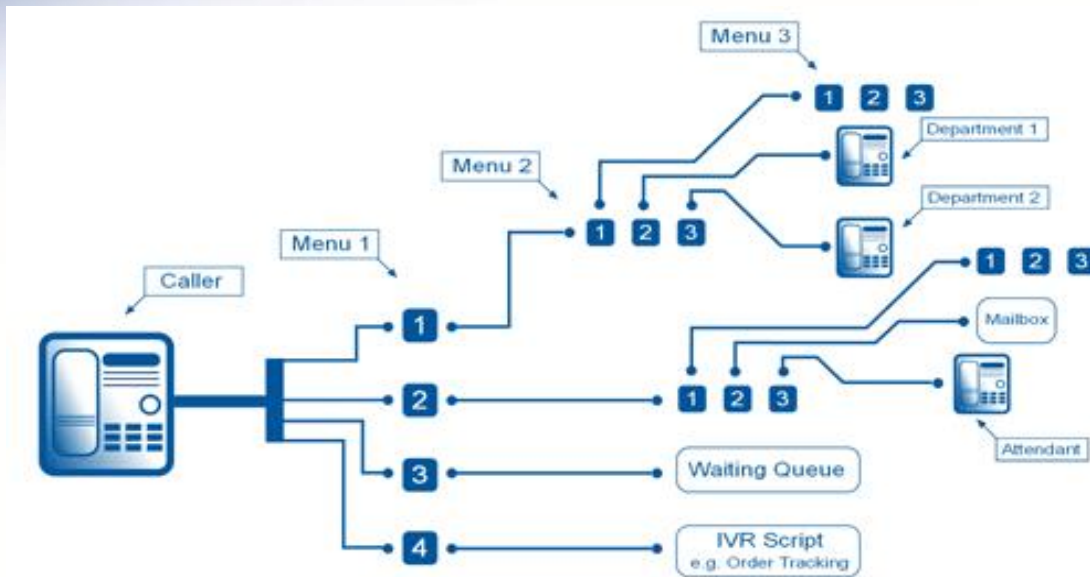 Menu 3
1 2 3
Department 1
Menu 2
Department 2
1 2 3
Menu 1
1 2 3
Caller
1
Mailbox
2
1 2 3
Attendant
3
Waiting Queue
4
IVR Script
e.g. Order Tracking